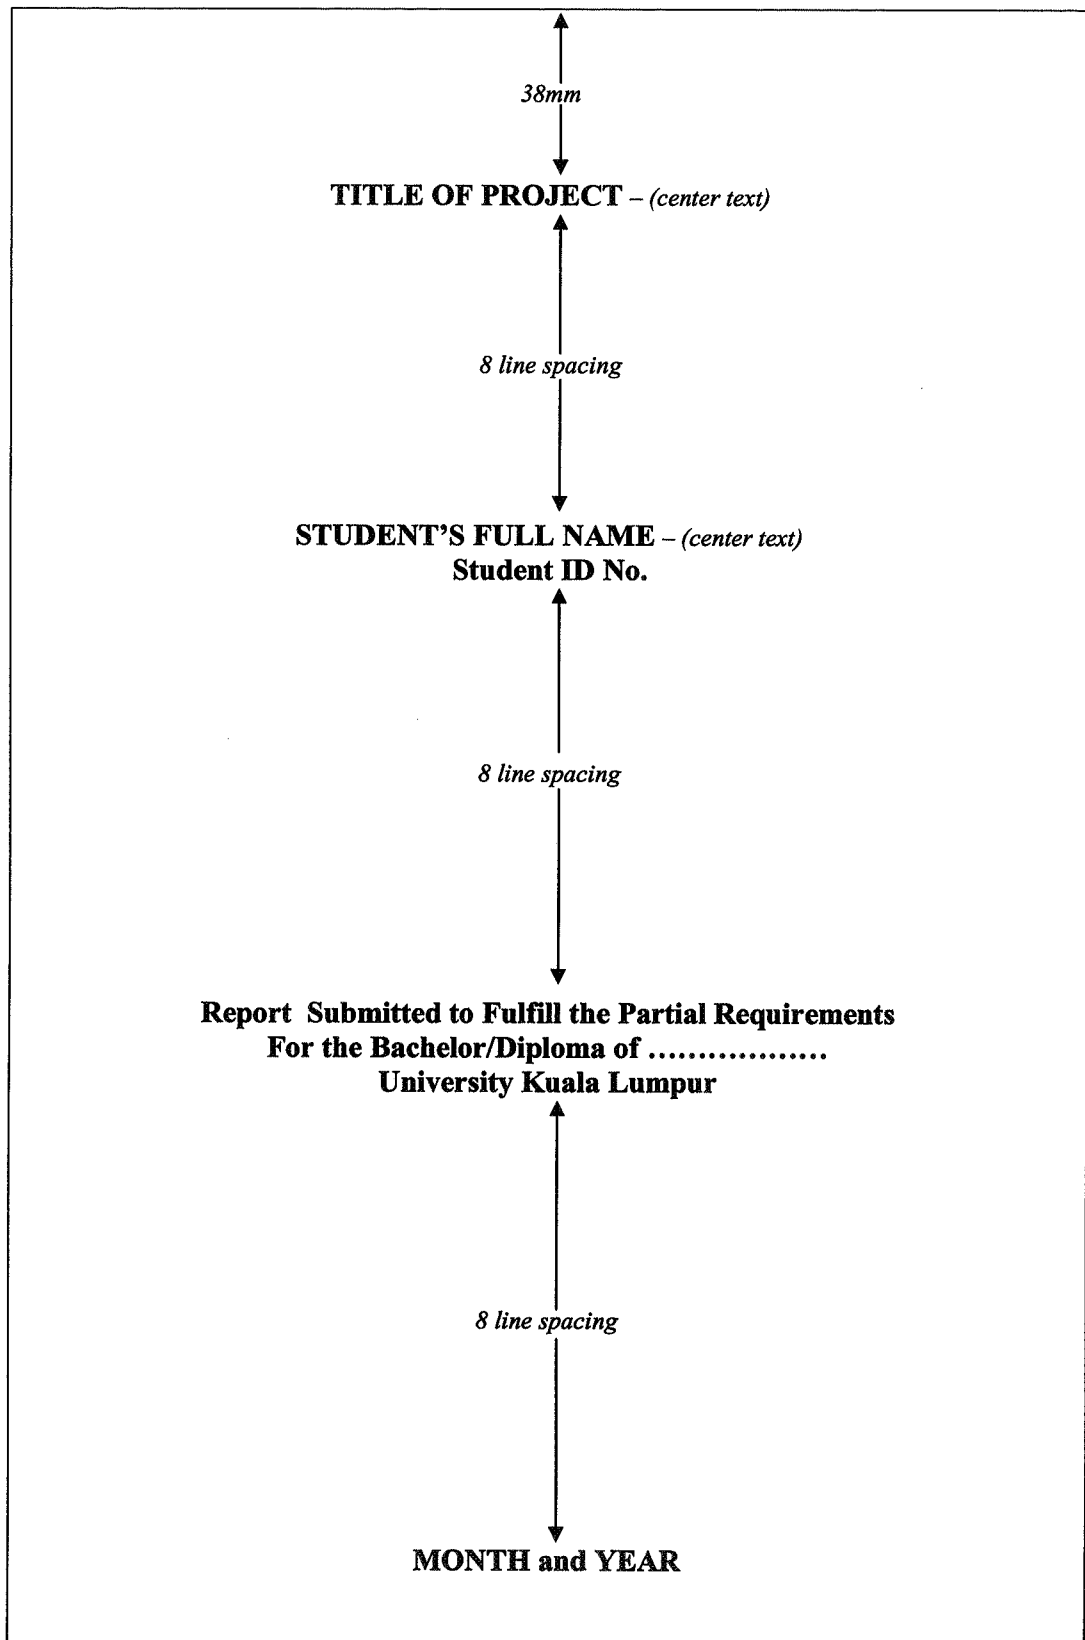 38mm
TITLE OF PROJECT – (center text)
8 line spacing
STUDENT’S FULL NAME – (center text)
Student ID No.
8 line spacing
Report Submitted to Fulfill the Partial Requirements
For the Bachelor/Diploma of ..................
University Kuala Lumpur
8 line spacing
MONTH and YEAR